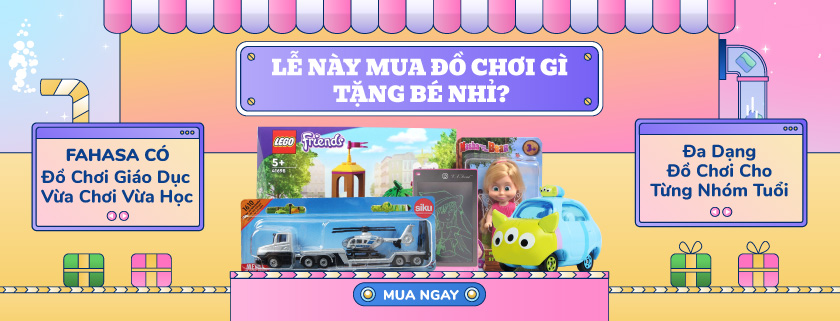 LỄ NÀY MUA ĐỒ CHƠI GÌ
TẶNG BÉ NHỈ?
FAHASA CÓ
Đồ Chơi Giáo Dục
Vừa Chơi Vừa Học
LEGO Friends
5+
3+
siku
Đa Dạng
Đồ Chơi Cho
Từng Nhóm Tuổi
MUA NGAY